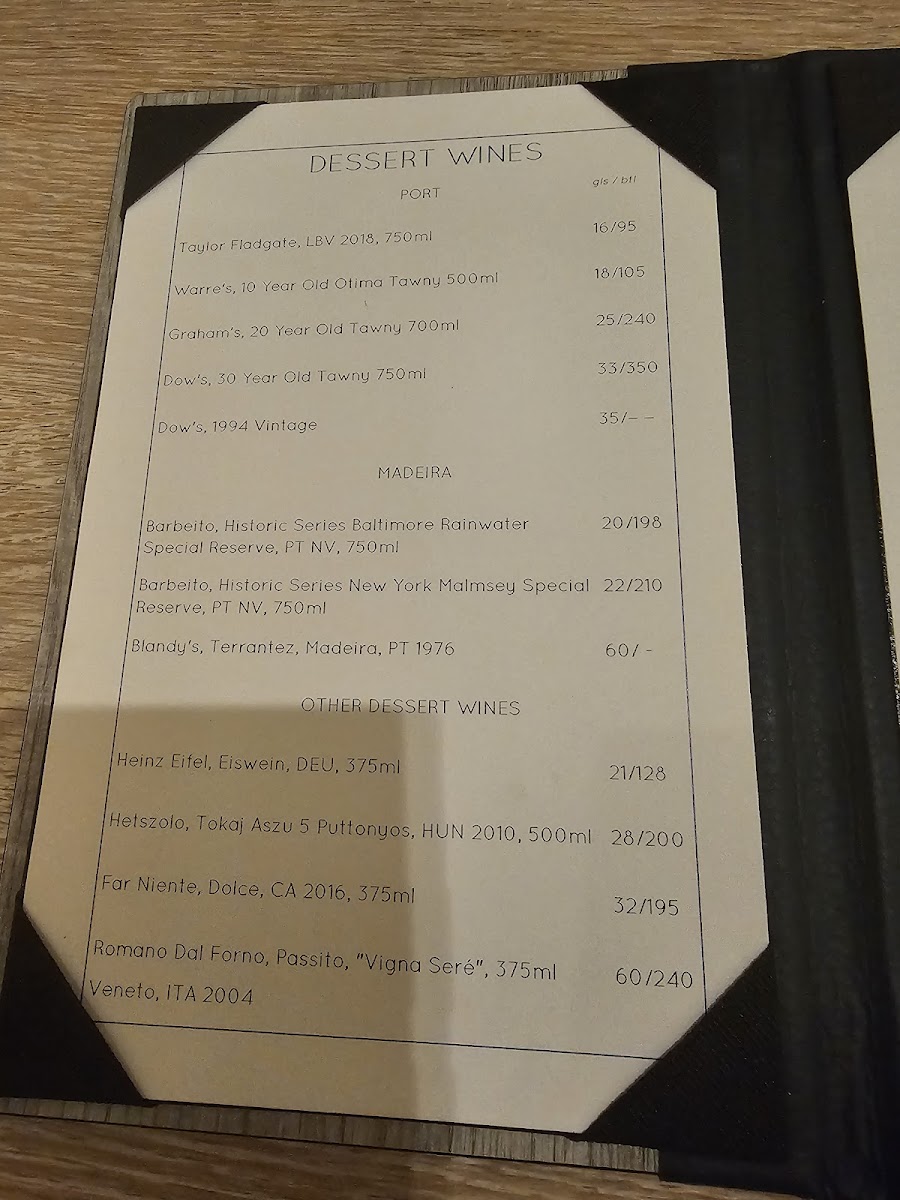 DESSERT WINES
PORT gls / btl
Taylor Fladgate, LBV 2018, 750ml 16/95
Warre's, 10 Year Old Otima Tawny 500ml 18/105
Graham's, 20 Year Old Tawny 700ml 25/240
Dow's, 30 Year Old Tawny 750ml 33/350
Dow's, 1994 Vintage 35/– –
MADEIRA
Barbeito, Historic Series Baltimore Rainwater 20/198
Special Reserve, PT NV, 750ml
Barbeito, Historic Series New York Malmsey Special 22/210
Reserve, PT NV, 750ml
Blandy's, Terrantez, Madeira, PT 1976 60/ -
OTHER DESSERT WINES
Heinz Eifel, Eiswein, DEU, 375ml 21/128
Hetszolo, Tokaj Aszu 5 Puttonyos, HUN 2010, 500ml 28/200
Far Niente, Dolce, CA 2016, 375ml 32/195
Romano Dal Forno, Passito, "Vigna Seré", 375ml 60/240
Veneto, ITA 2004